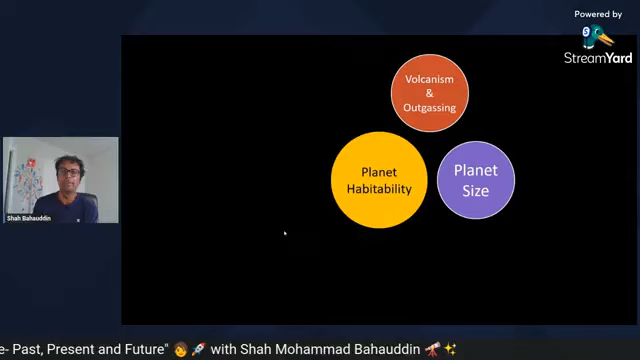 Powered by
StreamYard
Volcanism
&
Outgassing
Planet
Habitability
Planet
Size
Shah Bahauddin
e- Past, Present and Future" 🧑🚀 with Shah Mohammad Bahauddin 🔭✨